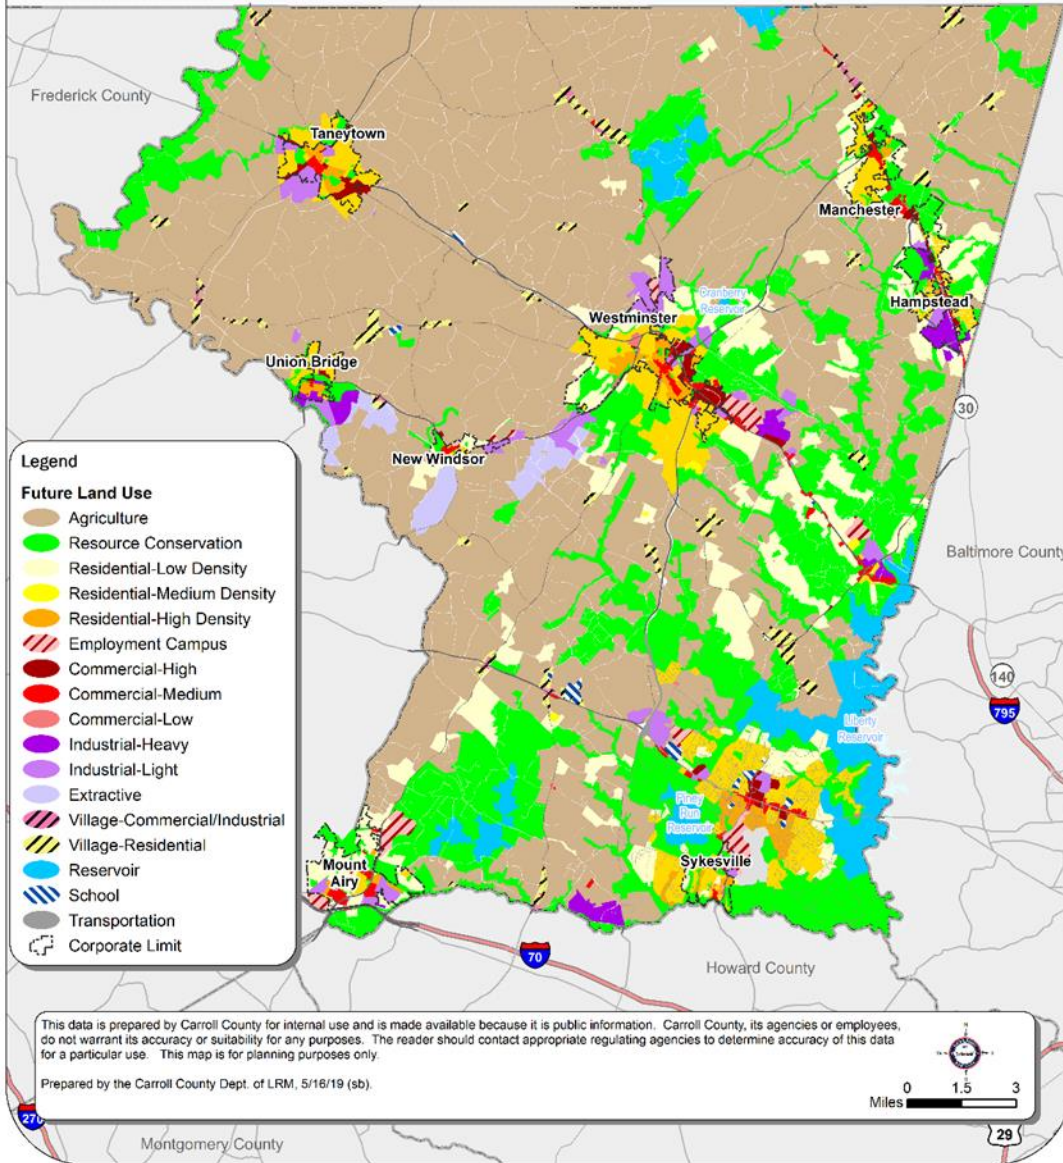 Frederick County
Taneytown
Manchester
Hampstead
Westminster
Cranberry
Reservoir
Union Bridge
New Windsor
30
Baltimore County
140
795
Liberty
Reservoir
Piney
Run
Reservoir
Sykesville
Mount
Airy
70
Howard County
Legend
Future Land Use
Agriculture
Resource Conservation
Residential-Low Density
Residential-Medium Density
Residential-High Density
Employment Campus
Commercial-High
Commercial-Medium
Commercial-Low
Industrial-Heavy
Industrial-Light
Extractive
Village-Commercial/Industrial
Village-Residential
Reservoir
School
Transportation
Corporate Limit
This data is prepared by Carroll County for internal use and is made available because it is public information. Carroll County, its agencies or employees,
do not warrant its accuracy or suitability for any purposes. The reader should contact appropriate regulating agencies to determine accuracy of this data
for a particular use. This map is for planning purposes only.
Prepared by the Carroll County Dept. of LRM, 5/16/19 (sb).
0 1.5 3
Miles
270
Montgomery County
29